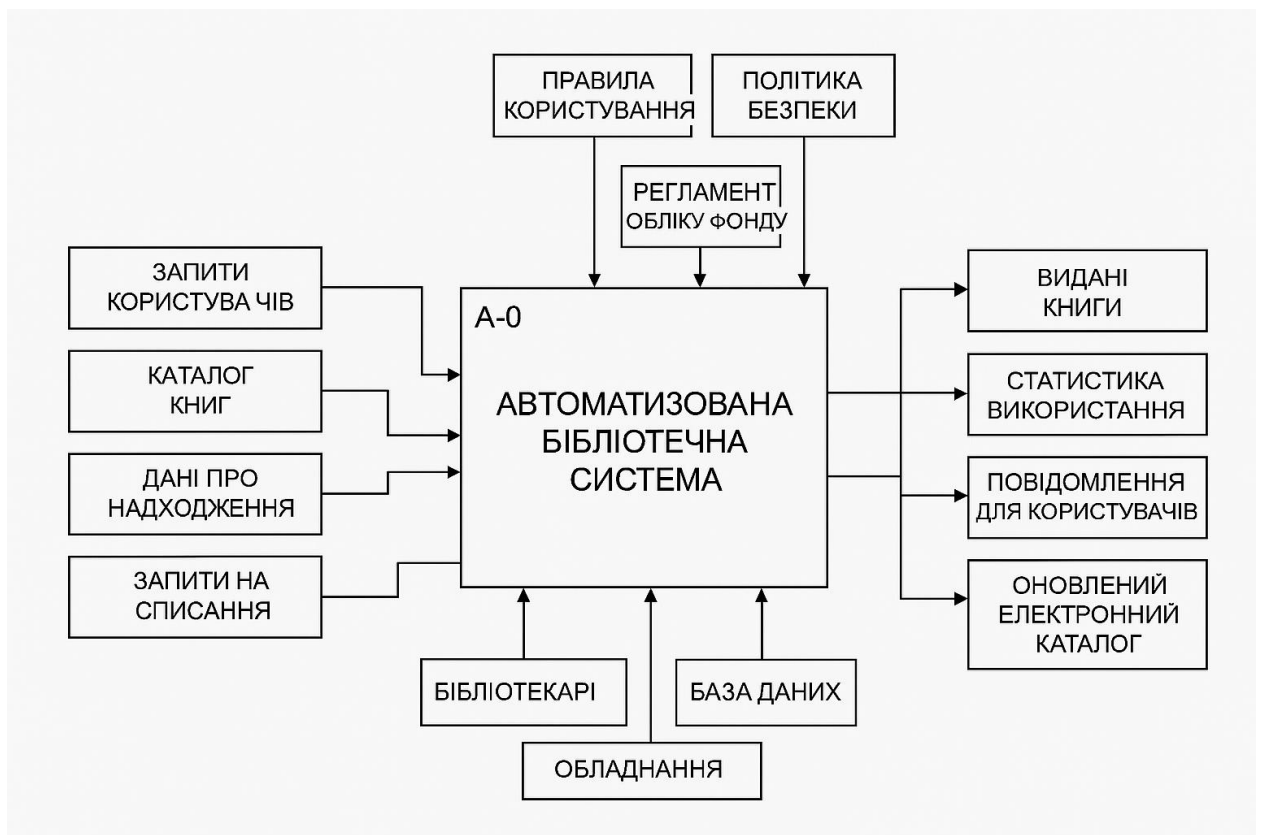 ПРАВИЛА
КОРИСТУВАННЯ
ПОЛІТИКА
БЕЗПЕКИ
РЕГЛАМЕНТ
ОБЛІКУ ФОНДУ
ЗАПИТИ
КОРИСТУВА ЧІВ
КАТАЛОГ
КНИГ
ДАНІ ПРО
НАДХОДЖЕННЯ
ЗАПИТИ НА
СПИСАННЯ
А-0
АВТОМАТИЗОВАНА
БІБЛІОТЕЧНА
СИСТЕМА
ВИДАНІ
КНИГИ
СТАТИСТИКА
ВИКОРИСТАННЯ
ПОВІДОМЛЕННЯ
ДЛЯ КОРИСТУВАЧІВ
ОНОВЛЕНИЙ
ЕЛЕКТРОННИЙ
КАТАЛОГ
БІБЛІОТЕКАРІ
БАЗА ДАНИХ
ОБЛАДНАННЯ